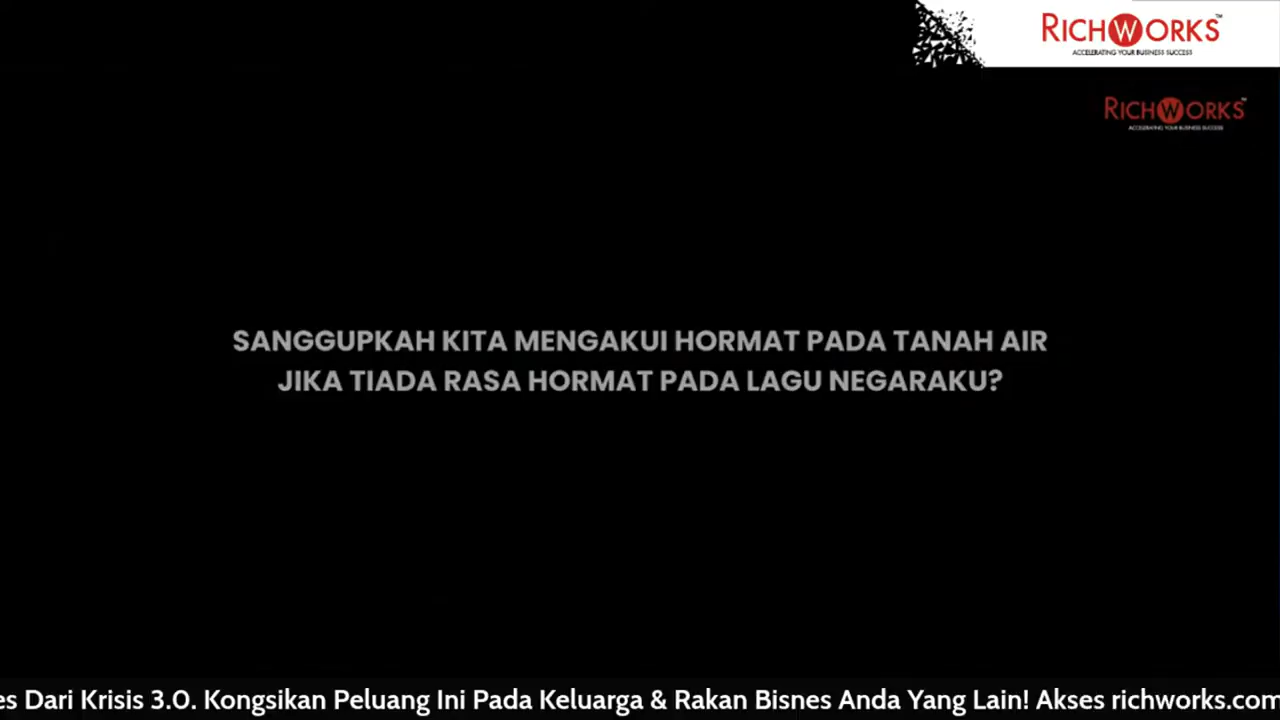 RICHWORKS™
ACCELERATING YOUR BUSINESS SUCCESS
RICHWORKS™
ACCELERATING YOUR BUSINESS SUCCESS
SANGGUPKAH KITA MENGAKUI HORMAT PADA TANAH AIR
JIKA TIADA RASA HORMAT PADA LAGU NEGARAKU?
es Dari Krisis 3.0. Kongsikan Peluang Ini Pada Keluarga & Rakan Bisnes Anda Yang Lain! Akses richworks.com